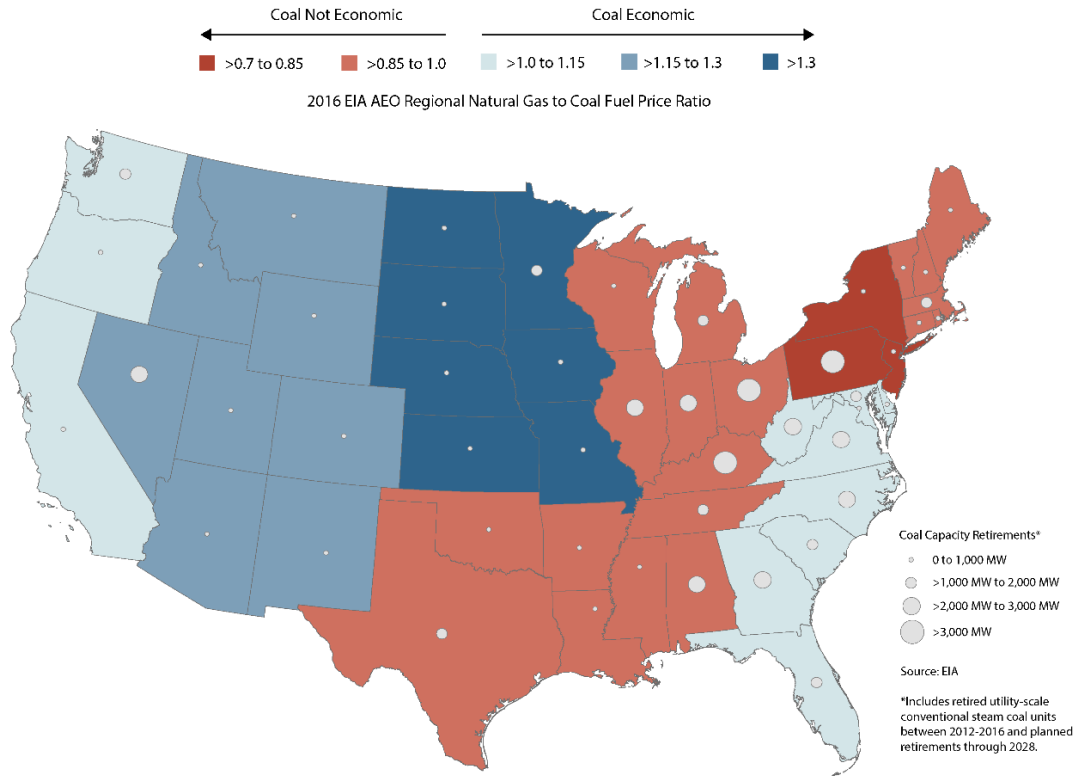 Coal Not Economic
Coal Economic
>0.7 to 0.85
>0.85 to 1.0
>1.0 to 1.15
>1.15 to 1.3
>1.3
2016 EIA AEO Regional Natural Gas to Coal Fuel Price Ratio
Coal Capacity Retirements*
0 to 1,000 MW
>1,000 MW to 2,000 MW
>2,000 MW to 3,000 MW
>3,000 MW
Source: EIA
*Includes retired utility-scale
conventional steam coal units
between 2012-2016 and planned
retirements through 2028.